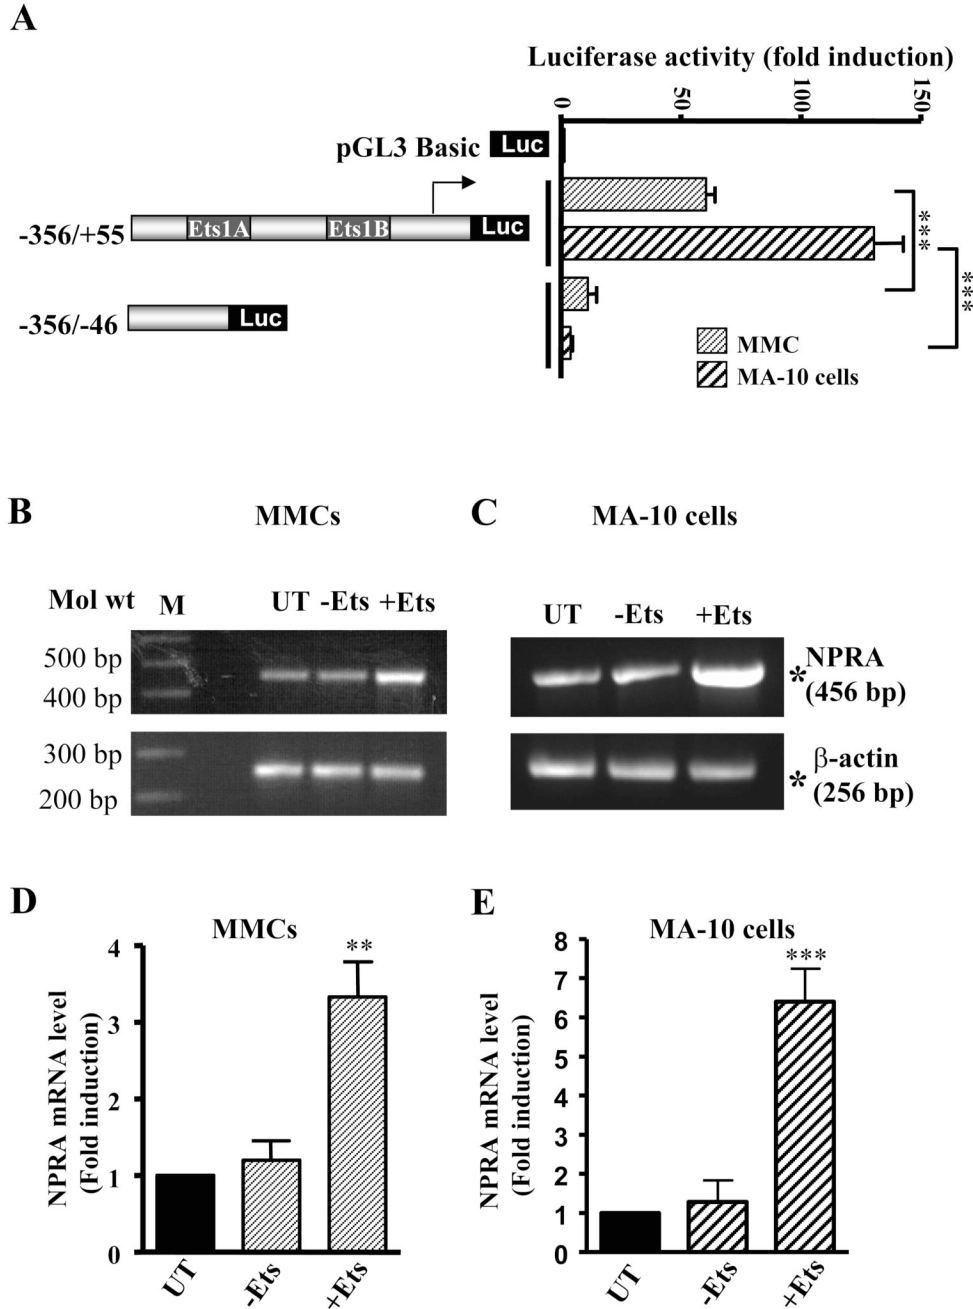 A
Luciferase activity (fold induction)
0 50 100 150
pGL3 Basic Luc
-356/+55 Ets1A Ets1B Luc
***
***
-356/-46 Luc
MMC
MA-10 cells
B MMCs
C MA-10 cells
Mol wt M UT -Ets +Ets
UT -Ets +Ets
500 bp
400 bp
* NPRA
(456 bp)
300 bp
200 bp
* β-actin
(256 bp)
D
MMCs
NPRA mRNA level
(Fold induction)
4
3
2
1
0
**
UT -Ets +Ets
E
MA-10 cells
NPRA mRNA level
(Fold induction)
8
7
6
5
4
3
2
1
0
***
UT -Ets +Ets